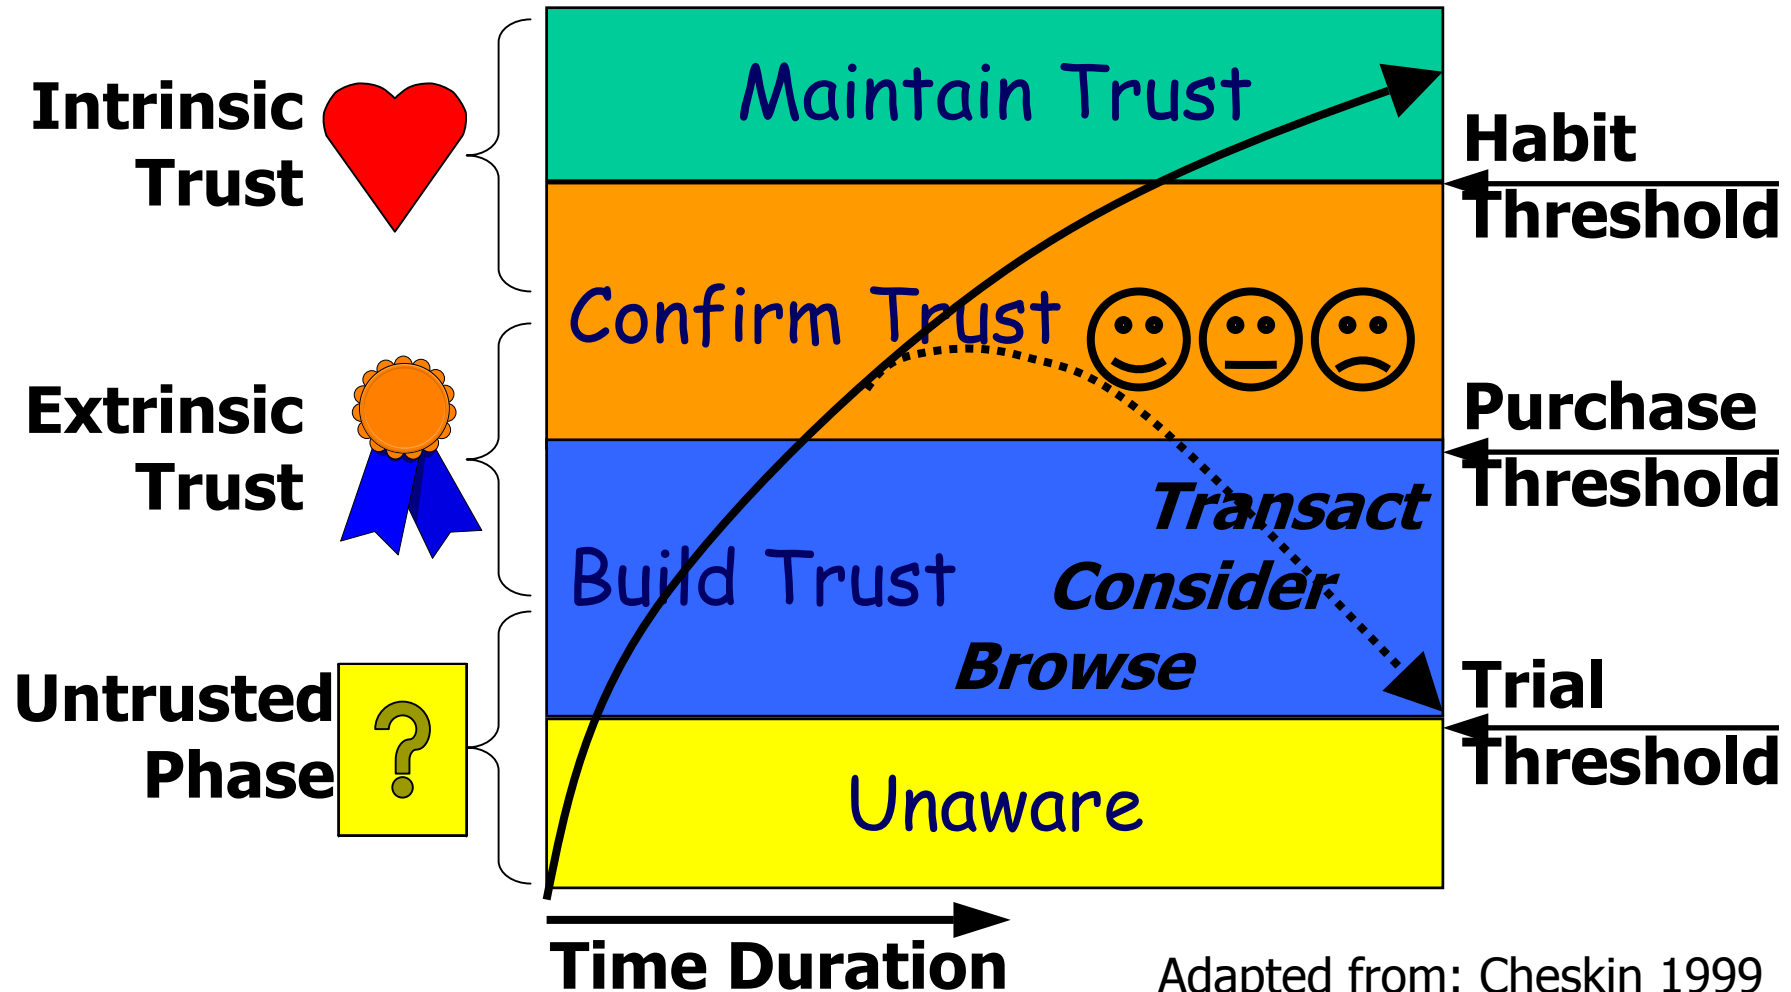 Maintain Trust
Intrinsic
Trust
Habit
Threshold
Confirm Trust
Extrinsic
Trust
Purchase
Threshold
Transact
Build Trust
Consider
Browse
Untrusted
Phase
?
Trial
Threshold
Unaware
Time Duration
Adapted from: Cheskin 1999